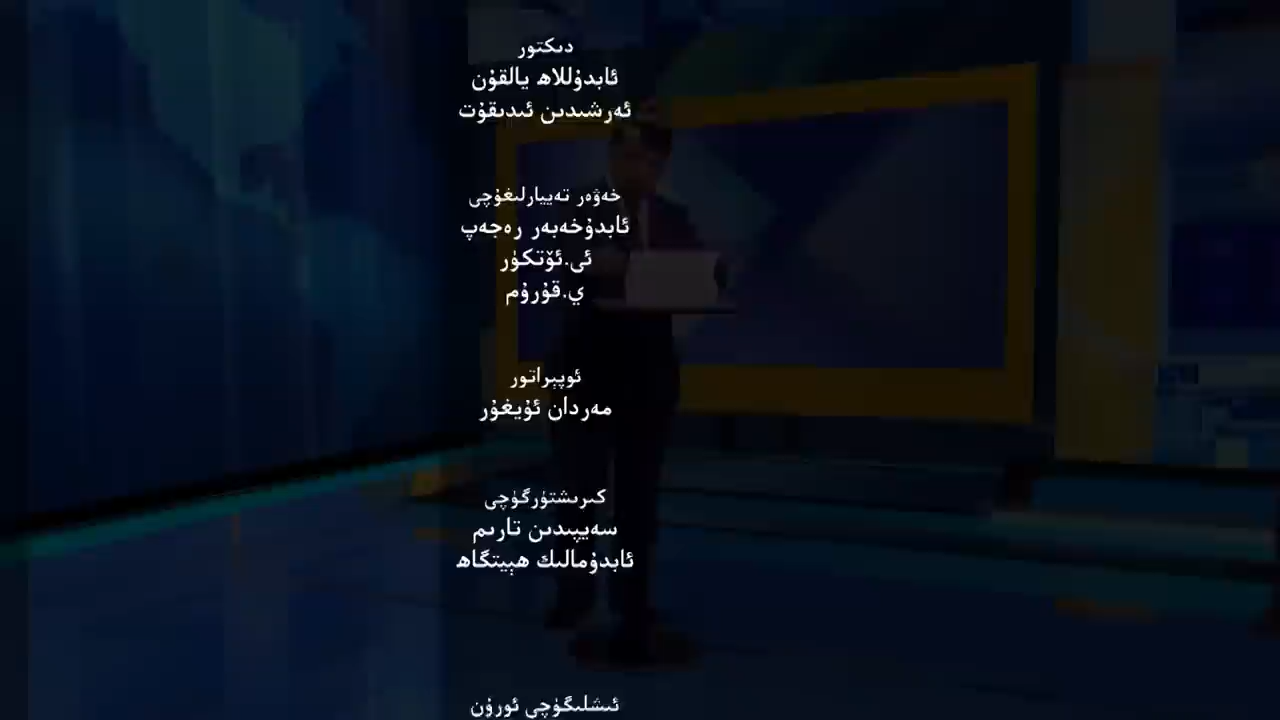 دىكتور
ئابدۇللاھ يالقۇن
ئەرشىدىن ئىدىقۇت
خەۋەر تەييارلىغۇچى
ئابدۇخەبەر رەجەپ
ئى.ئۆتكۈر
ي.قۇرۇم
ئوپېراتور
مەردان ئۇيغۇر
كىرىشتۈرگۈچى
سەيپىدىن تارىم
ئابدۇمالىك ھېيتگاھ
ئىشلىگۈچى ئورۇن